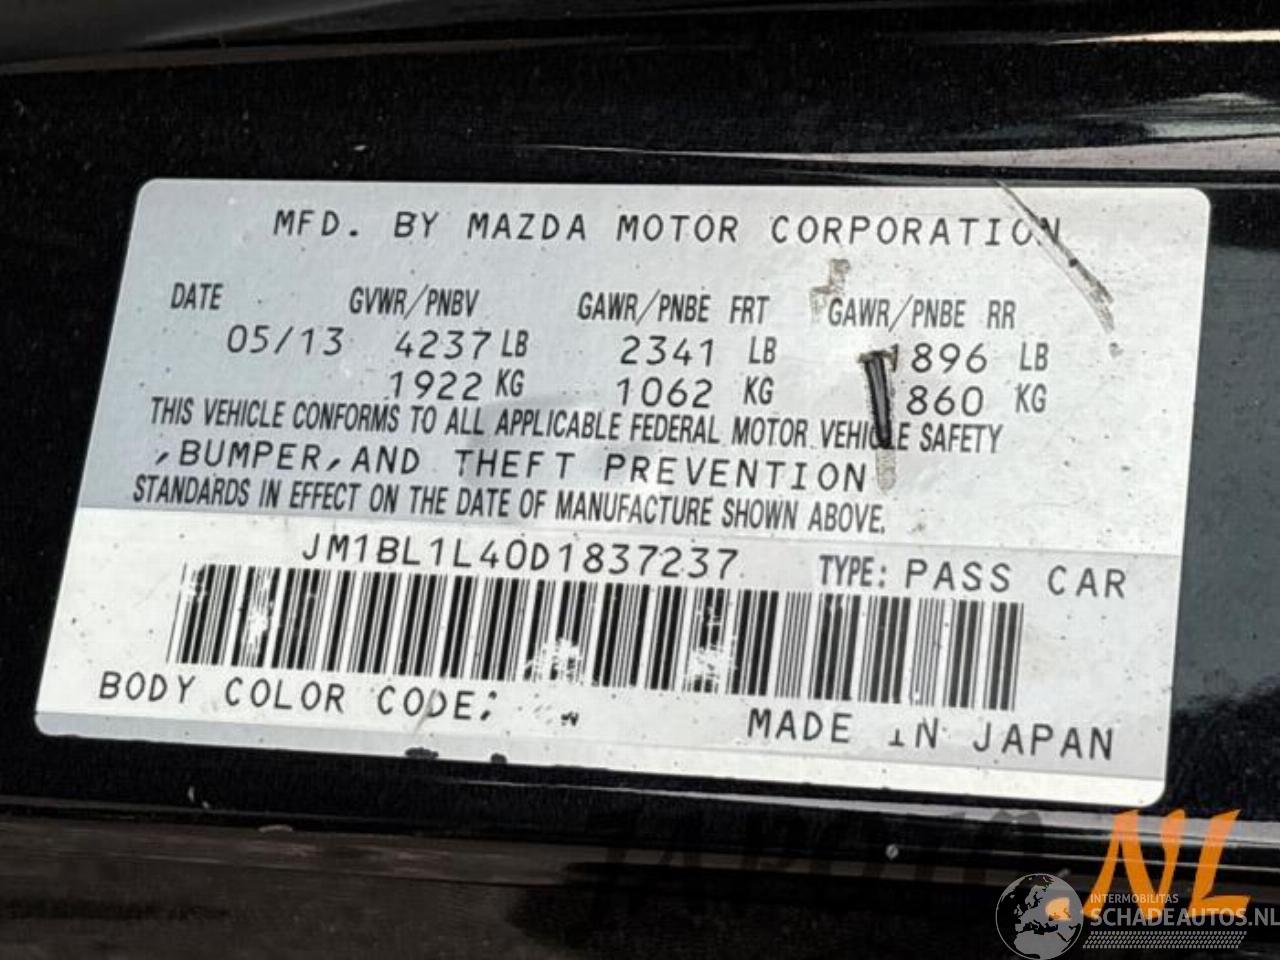 MFD. BY MAZDA MOTOR CORPORATION
DATE GVWR/PNBV GAWR/PNBE FRT GAWR/PNBE RR
05/13 4237 LB 2341 LB 1896 LB
1922 KG 1062 KG 860 KG
THIS VEHICLE CONFORMS TO ALL APPLICABLE FEDERAL MOTOR VEHICLE SAFETY
,BUMPER,AND THEFT PREVENTION
STANDARDS IN EFFECT ON THE DATE OF MANUFACTURE SHOWN ABOVE.
JM1BL1L40D1837237 TYPE: PASS CAR
BODY COLOR CODE:
MADE IN JAPAN
.NL
INTERMOBILITAS
SCHADEAUTOS.NL